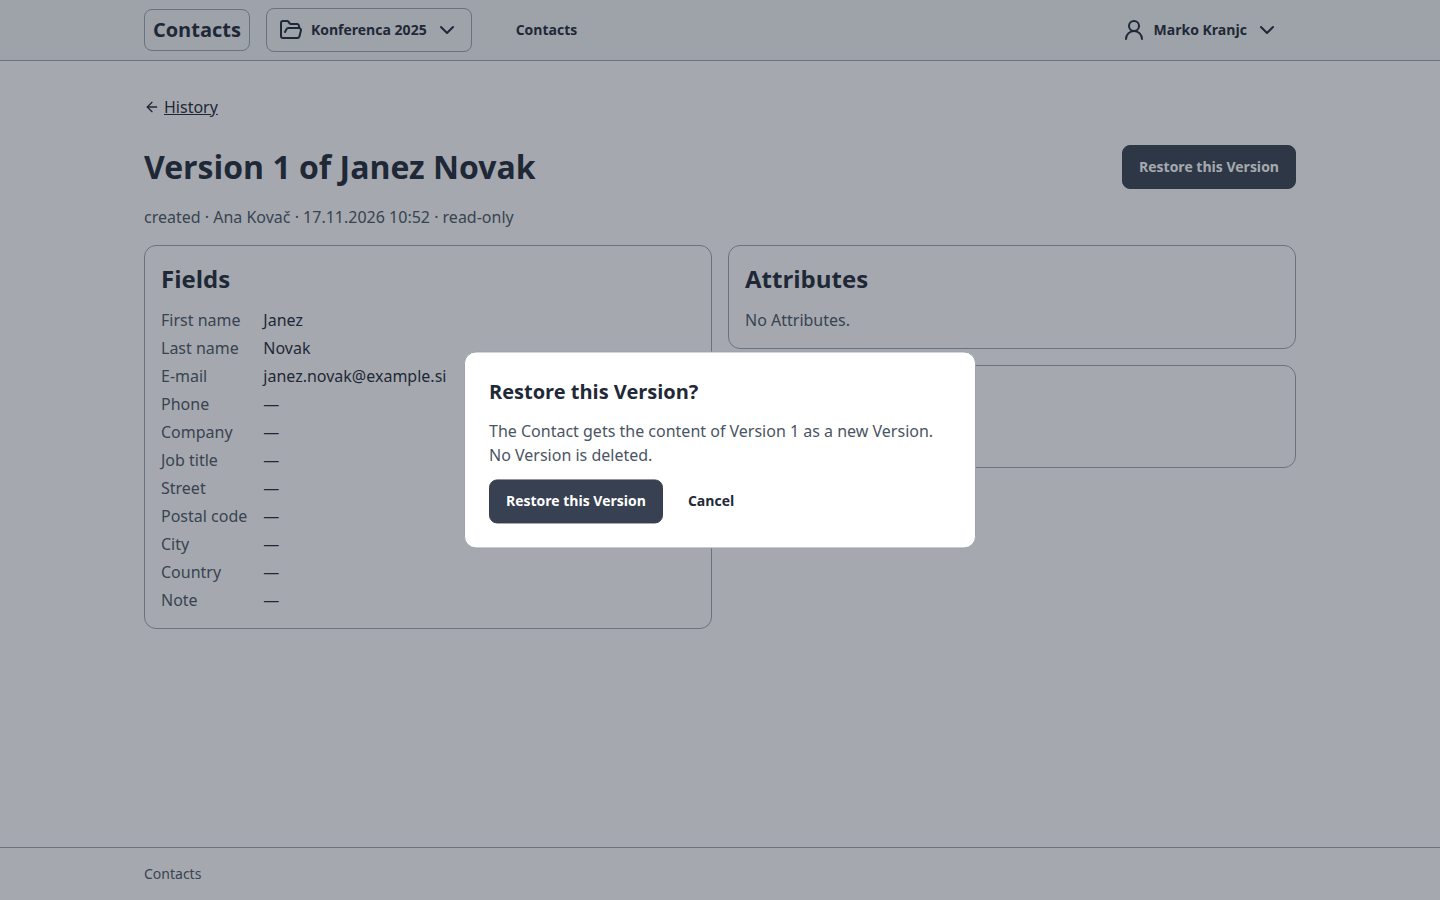 Contacts
Konferenca 2025
Contacts
Marko Kranjc
← History
Version 1 of Janez Novak
Restore this Version
created · Ana Kovač · 17.11.2026 10:52 · read-only
Fields
First name Janez
Last name Novak
E-mail janez.novak@example.si
Phone —
Company —
Job title —
Street —
Postal code —
City —
Country —
Note —
Attributes
No Attributes.
Restore this Version?
The Contact gets the content of Version 1 as a new Version.
No Version is deleted.
Restore this Version
Cancel
Contacts